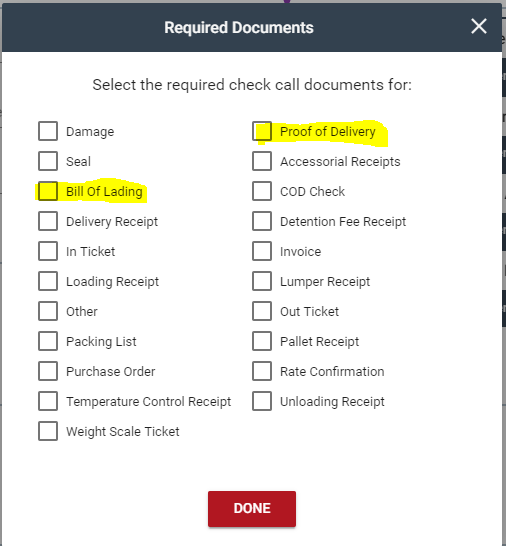 Required Documents
Select the required check call documents for:
Damage
Proof of Delivery
Seal
Accessorial Receipts
Bill Of Lading
COD Check
Delivery Receipt
Detention Fee Receipt
In Ticket
Invoice
Loading Receipt
Lumper Receipt
Other
Out Ticket
Packing List
Pallet Receipt
Purchase Order
Rate Confirmation
Temperature Control Receipt
Unloading Receipt
Weight Scale Ticket
DONE